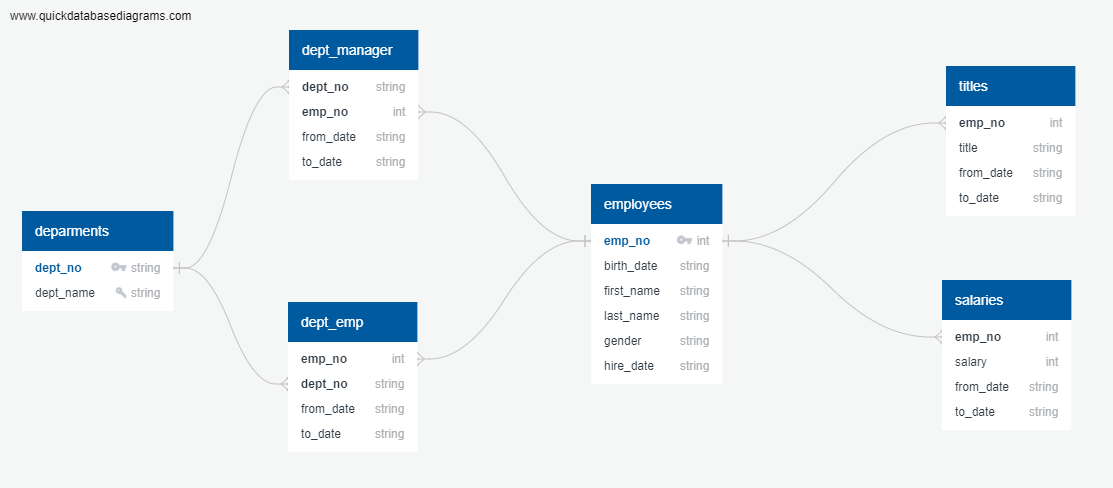 www.quickdatabasediagrams.com
dept_manager
dept_no string
emp_no int
from_date string
to_date string
titles
emp_no int
title string
from_date string
to_date string
employees
emp_no int
birth_date string
first_name string
last_name string
gender string
hire_date string
deparments
dept_no string
dept_name string
dept_emp
emp_no int
dept_no string
from_date string
to_date string
salaries
emp_no int
salary int
from_date string
to_date string